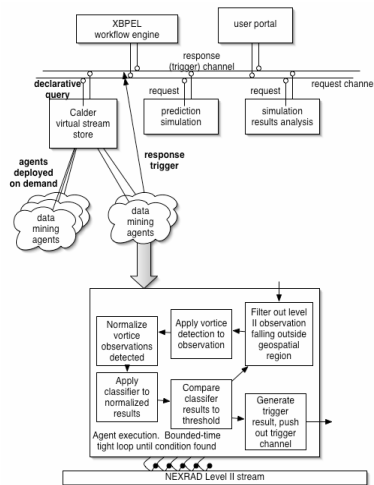 XBPEL
workflow engine
user portal
response
(trigger) channel
request channe
declarative
query
request
request
Calder
virtual stream
store
prediction
simulation
simulation
results analysis
agents
deployed
on demand
response
trigger
data
mining
agents
data
mining
agents
Filter out level
II observation
falling outside
geospatial
region
Apply vortice
detection to
observation
Normalize
vortice
observations
detected
Apply
classifier to
normalized
results
Compare
classifer
results to
threshold
Generate
trigger
result, push
out trigger
channel
Agent execution. Bounded-time
tight loop until condition found
NEXRAD Level II stream